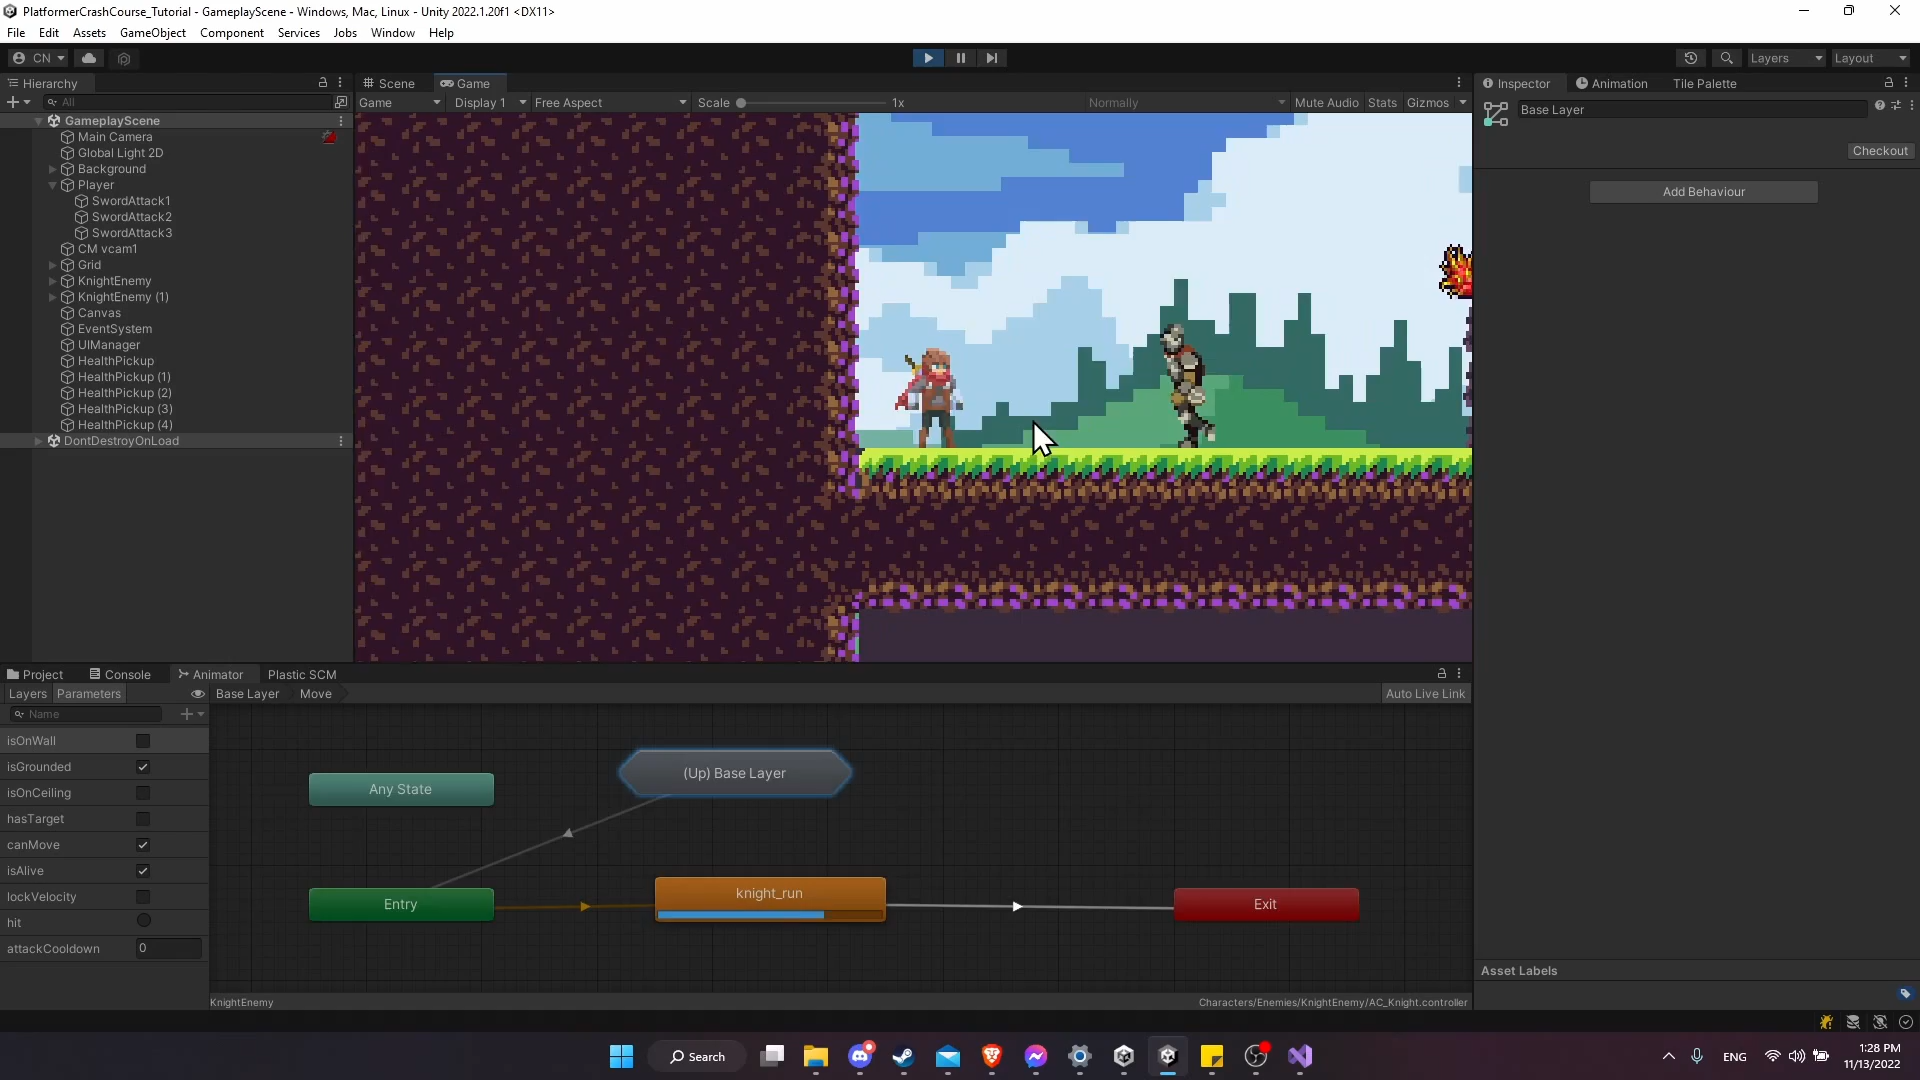 PlatformerCrashCourse_Tutorial - GameplayScene - Windows, Mac, Linux - Unity 2022.1.20f1 <DX11>
File Edit Assets GameObject Component Services Jobs Window Help
CN Layers Layout
Hierarchy Scene Game Inspector Animation Tile Palette
All Game Display 1 Free Aspect Scale 1x Normally Mute Audio Stats Gizmos Base Layer
GameplayScene
Main Camera
Global Light 2D
Background
Player
SwordAttack1
SwordAttack2
SwordAttack3
CM vcam1
Grid
KnightEnemy
KnightEnemy (1)
Canvas
EventSystem
UIManager
HealthPickup
HealthPickup (1)
HealthPickup (2)
HealthPickup (3)
HealthPickup (4)
DontDestroyOnLoad
Checkout
Add Behaviour
Project Console Animator Plastic SCM
Layers Parameters Base Layer Move Auto Live Link
Name
isOnWall
isGrounded
isOnCeiling
hasTarget
canMove
isAlive
lockVelocity
hit
attackCooldown 0
(Up) Base Layer
Any State
Entry
knight_run
Exit
KnightEnemy Characters/Enemies/KnightEnemy/AC_Knight.controller
Asset Labels
Search
ENG
1:28 PM
11/13/2022